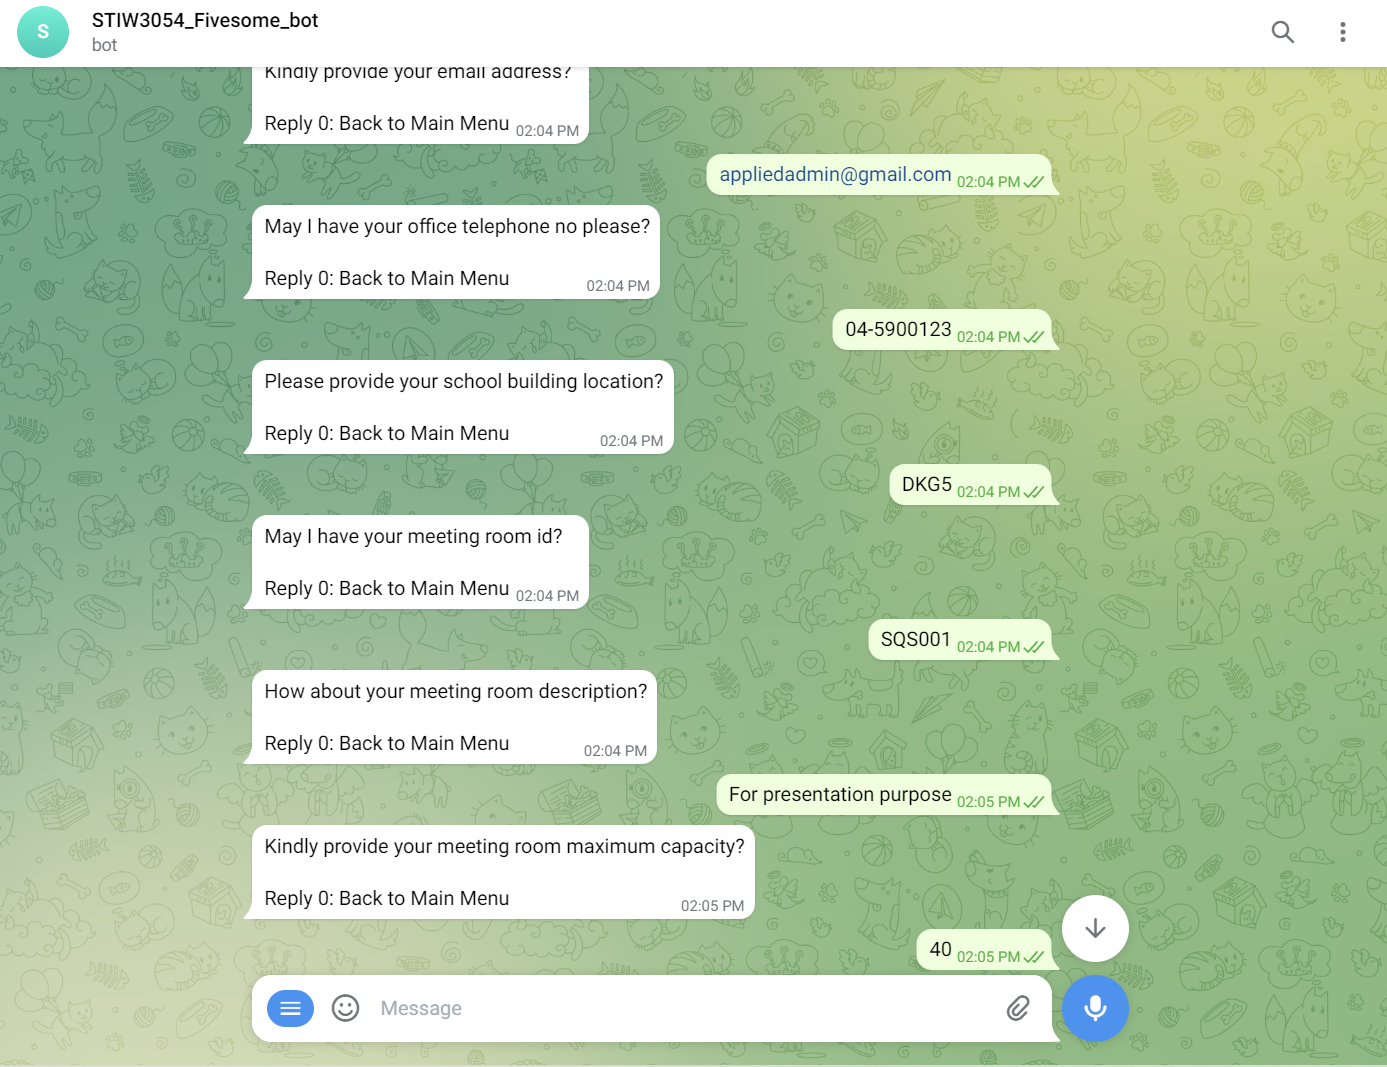 S
STIW3054_Fivesome_bot
bot
Kindly provide your email address?
Reply 0: Back to Main Menu 02:04 PM
appliedadmin@gmail.com 02:04 PM
May I have your office telephone no please?
Reply 0: Back to Main Menu 02:04 PM
04-5900123 02:04 PM
Please provide your school building location?
Reply 0: Back to Main Menu 02:04 PM
DKG5 02:04 PM
May I have your meeting room id?
Reply 0: Back to Main Menu 02:04 PM
SQS001 02:04 PM
How about your meeting room description?
Reply 0: Back to Main Menu 02:04 PM
For presentation purpose 02:05 PM
Kindly provide your meeting room maximum capacity?
Reply 0: Back to Main Menu 02:05 PM
40 02:05 PM
Message